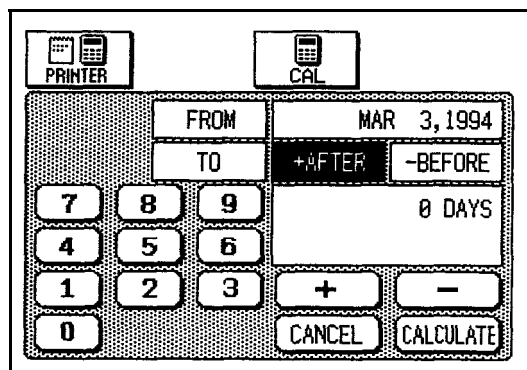 PRINTER CAL
FROM MAR 3,1994
TO +AFTER -BEFORE
7 8 9 0 DAYS
4 5 6
1 2 3 + −
0 CANCEL CALCULATE